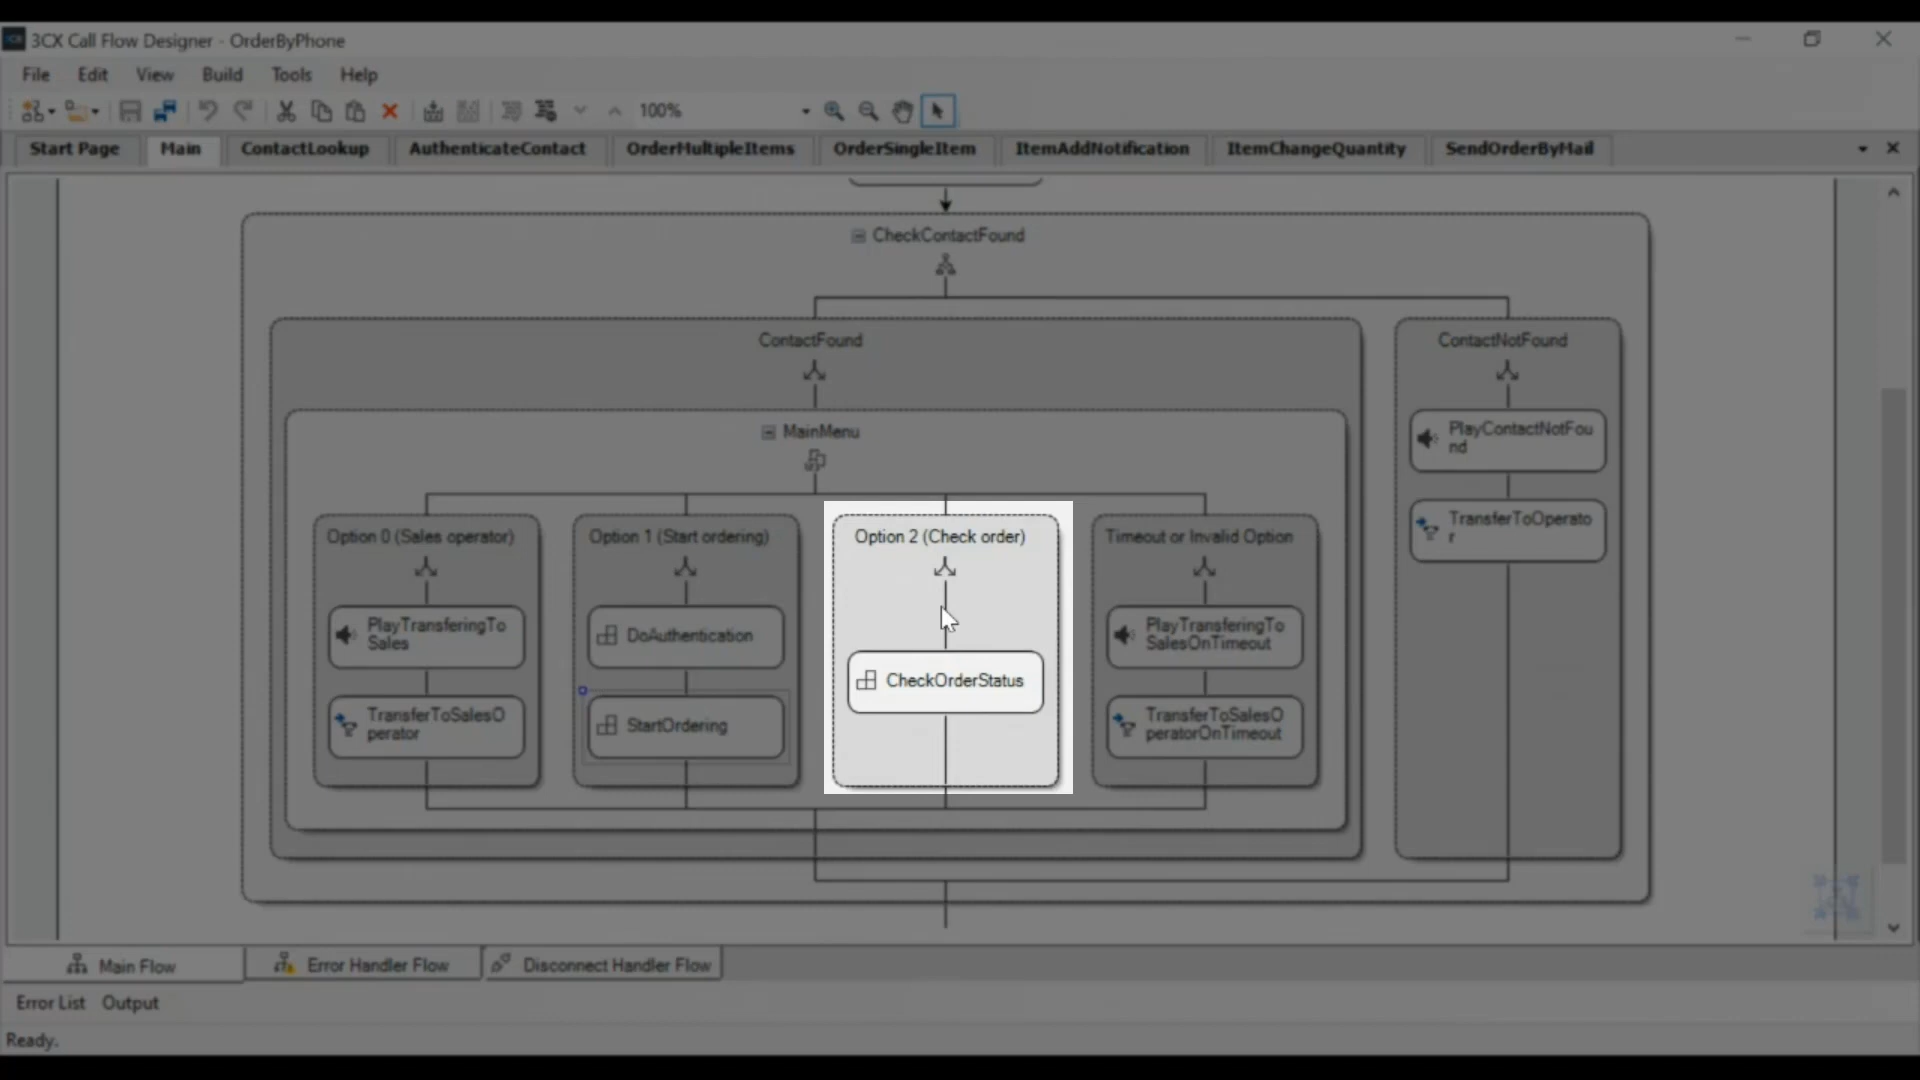 3CX Call Flow Designer - OrderByPhone
File Edit View Build Tools Help
100%
Start Page Main ContactLookup AuthenticateContact OrderMultipleItems OrderSingleItem ItemAddNotification ItemChangeQuantity SendOrderByMail
CheckContactFound
ContactFound
ContactNotFound
MainMenu
PlayContactNotFou
nd
TransferToOperato
r
Option 0 (Sales operator)
PlayTransferingTo
Sales
TransferToSalesO
perator
Option 1 (Start ordering)
DoAuthentication
StartOrdering
Option 2 (Check order)
CheckOrderStatus
Timeout or Invalid Option
PlayTransferingTo
SalesOnTimeout
TransferToSalesO
peratorOnTimeout
Main Flow Error Handler Flow Disconnect Handler Flow
Error List Output
Ready.